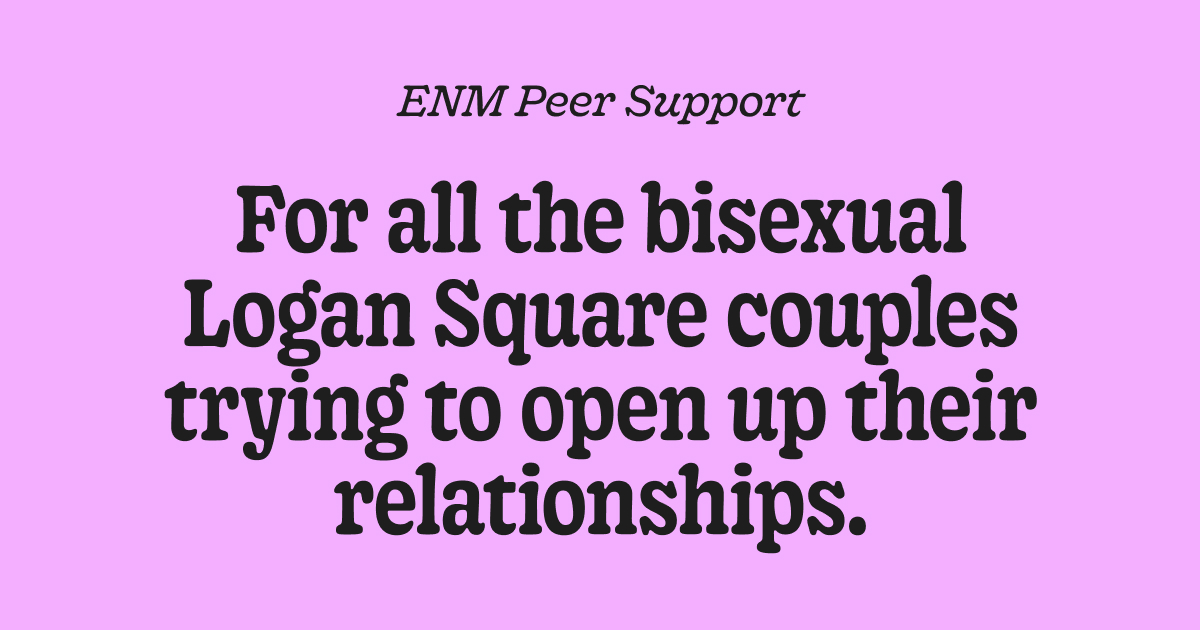 ENM Peer Support
For all the bisexual
Logan Square couples
trying to open up their
relationships.